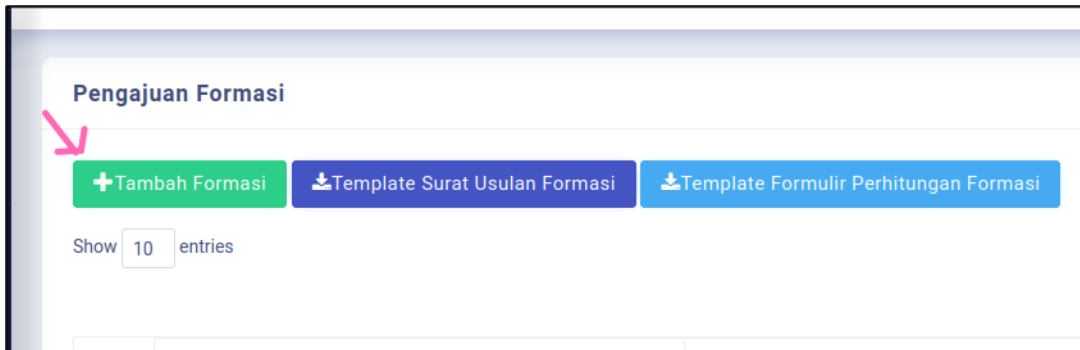 Pengajuan Formasi
Tambah Formasi Template Surat Usulan Formasi Template Formulir Perhitungan Formasi
Show 10 entries